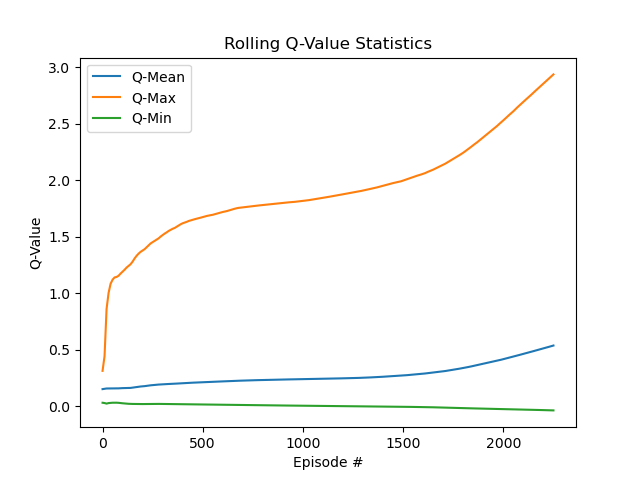 Rolling Q-Value Statistics
Q-Mean
Q-Max
Q-Min
Q-Value
3.0
2.5
2.0
1.5
1.0
0.5
0.0
0 500 1000 1500 2000
Episode #